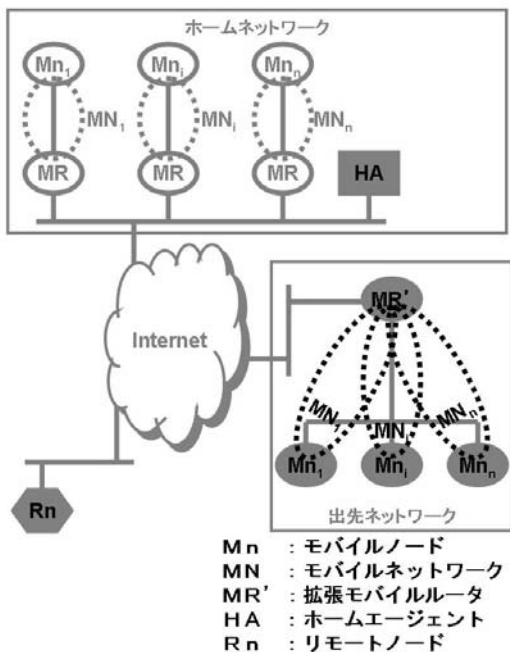 ホームネットワーク
Mn1 Mni Mnn
MN1 MNi MNn
MR MR MR HA
Internet
MR'
MN1 MNi MNn
Mn1 Mni Mnn
Rn
出先ネットワーク
Mn : モバイルノード
MN : モバイルネットワーク
MR' : 拡張モバイルルータ
HA : ホームエージェント
Rn : リモートノード